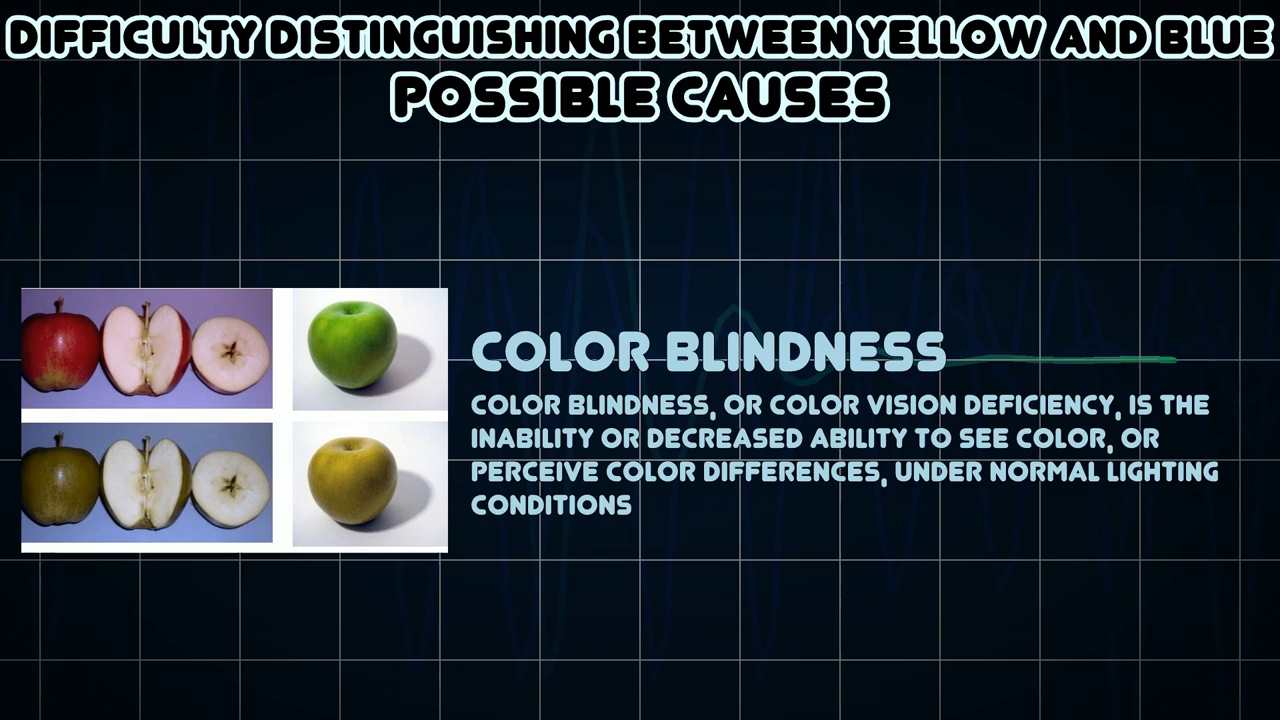 DIFFICULTY DISTINGUISHING BETWEEN YELLOW AND BLUE
POSSIBLE CAUSES
COLOR BLINDNESS
COLOR BLINDNESS, OR COLOR VISION DEFICIENCY, IS THE
INABILITY OR DECREASED ABILITY TO SEE COLOR, OR
PERCEIVE COLOR DIFFERENCES, UNDER NORMAL LIGHTING
CONDITIONS